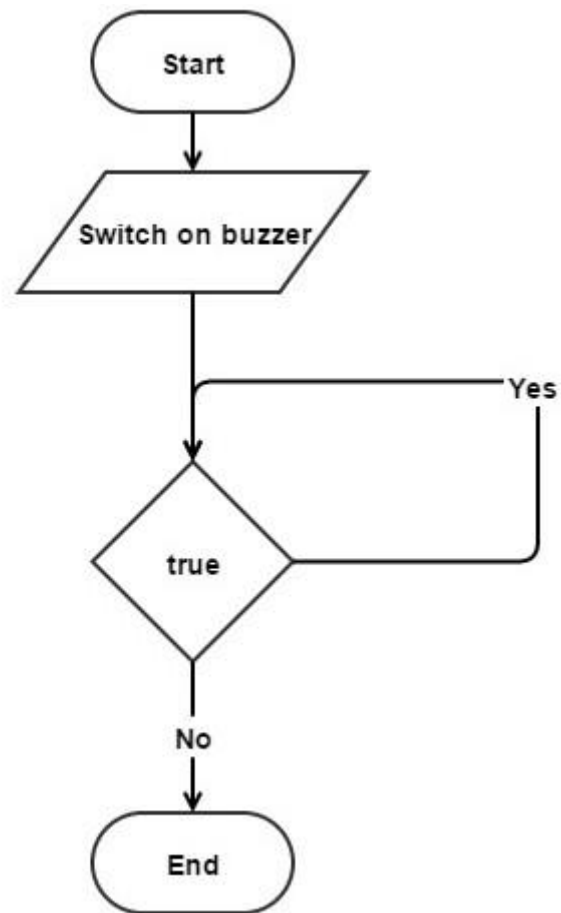 Start
Switch on buzzer
Yes
true
No
End